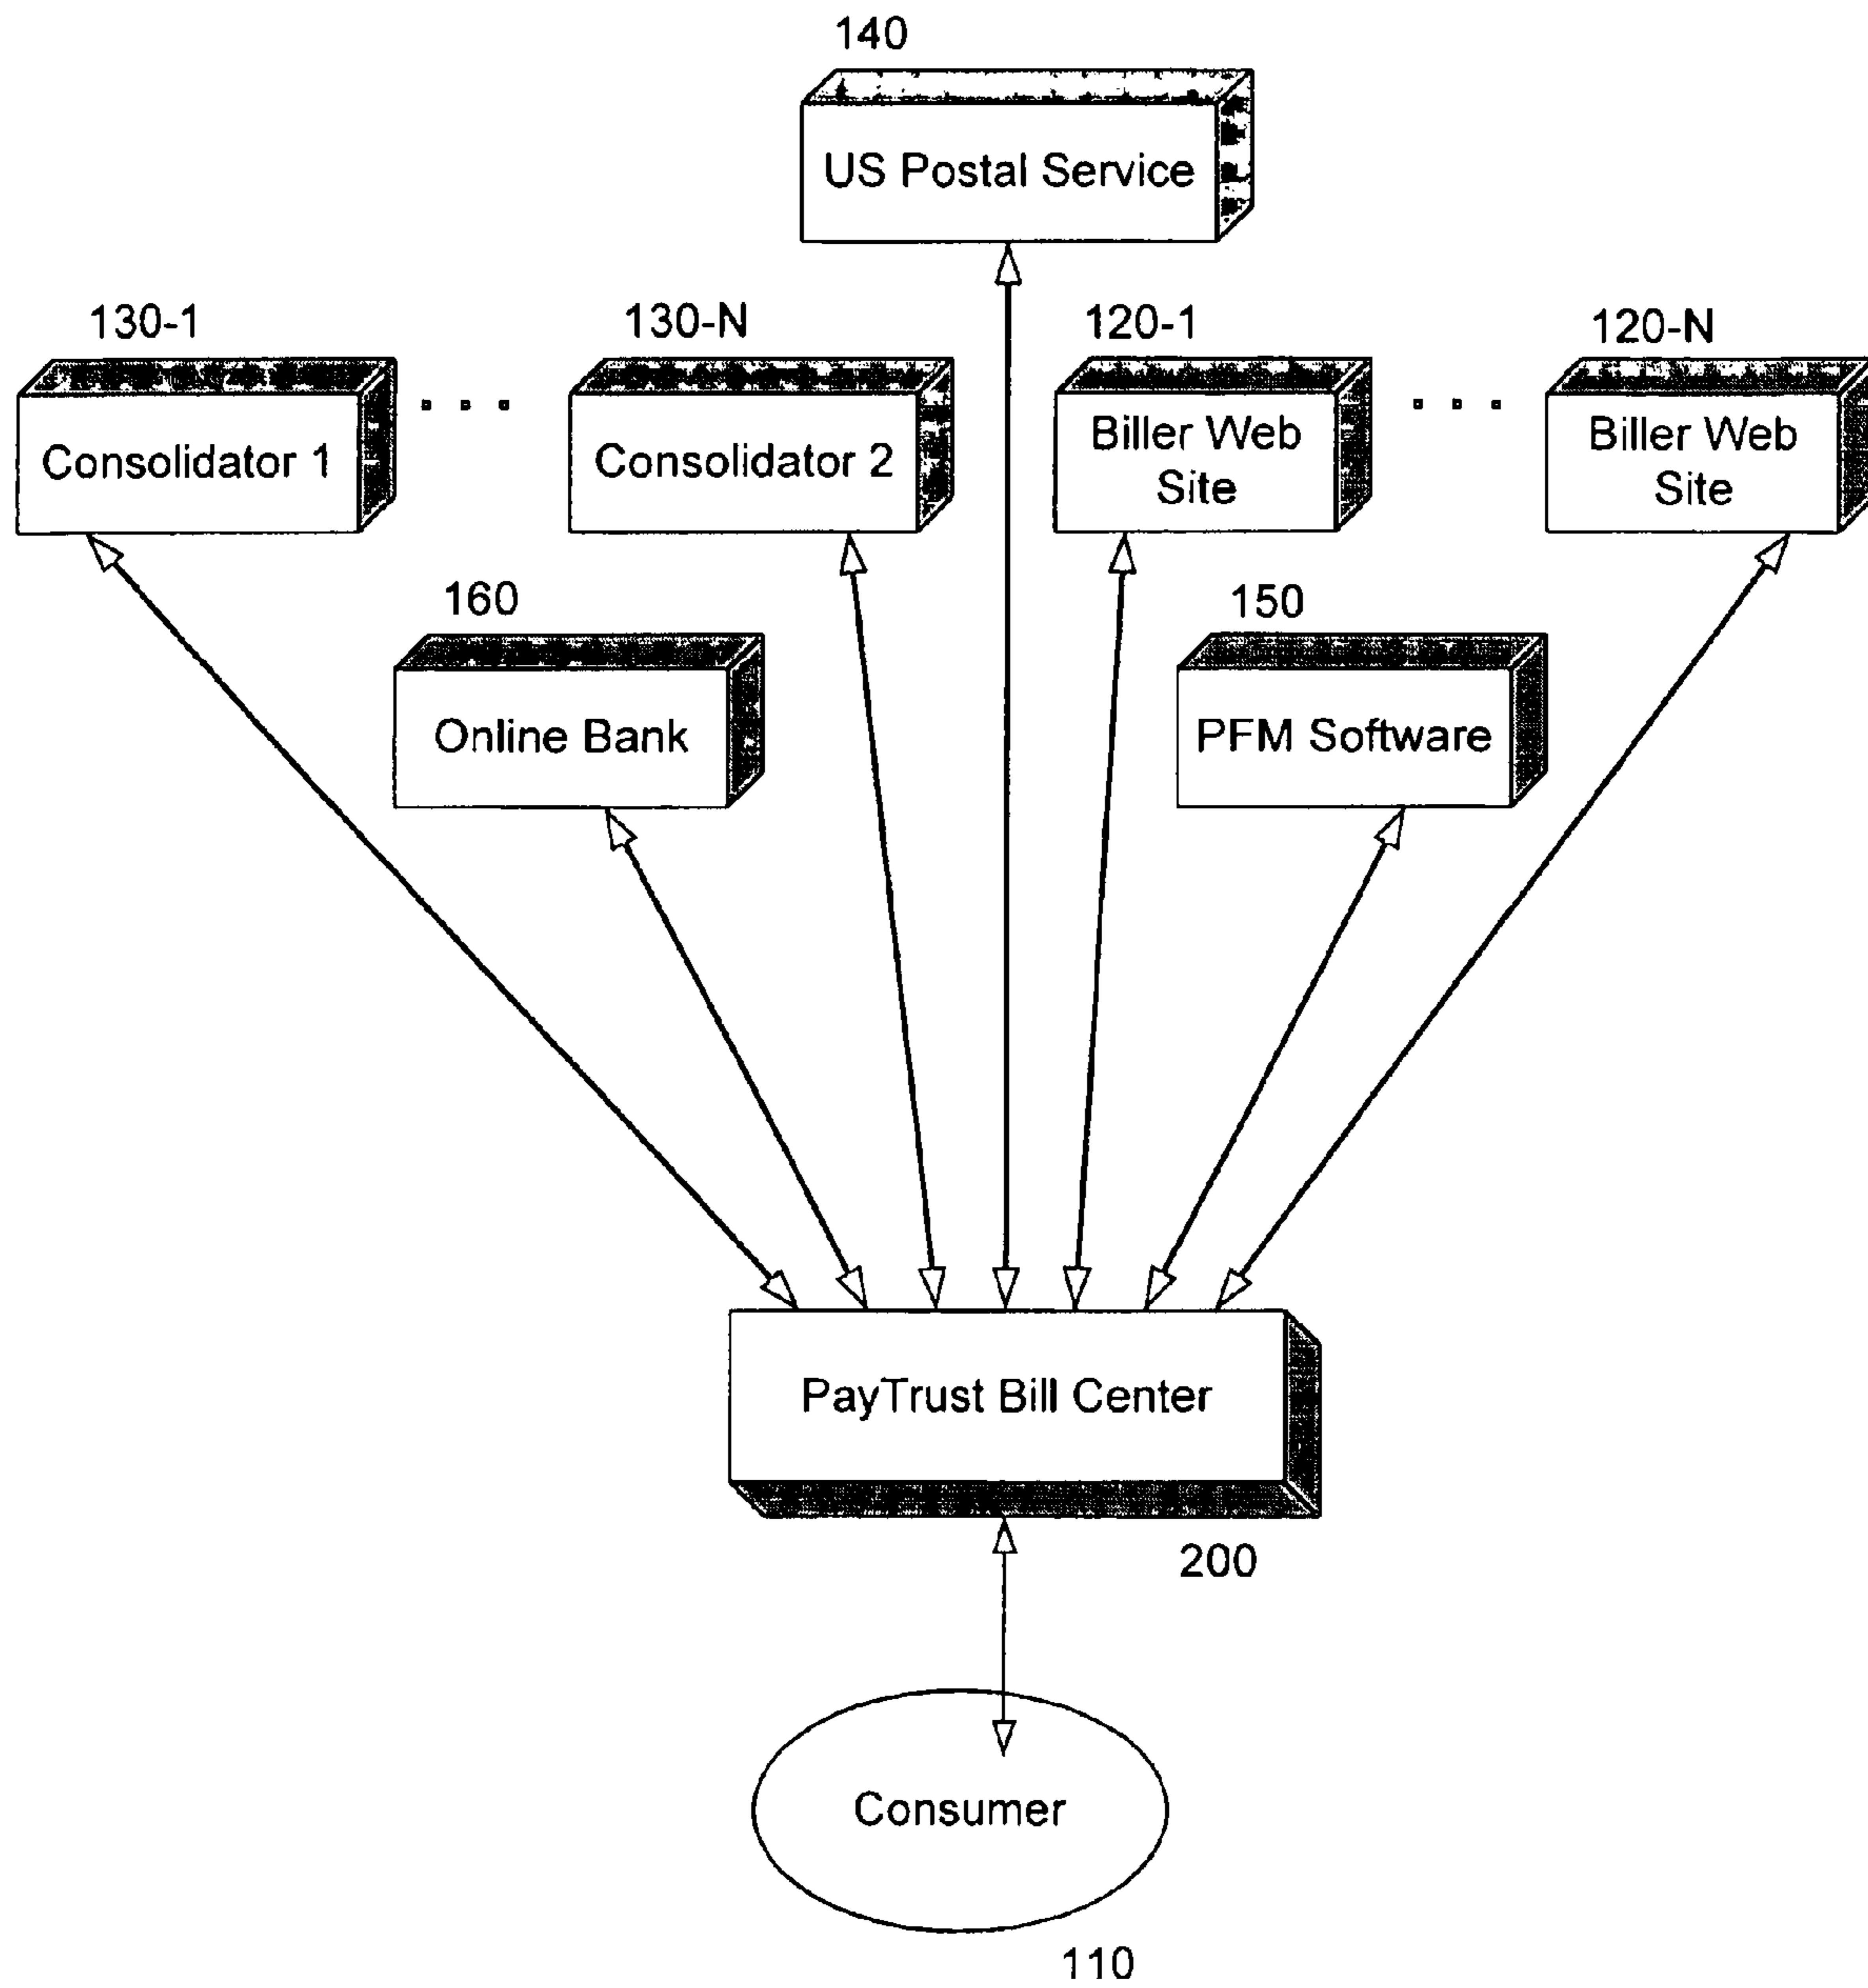 140
US Postal Service
130-1
130-N
120-1
120-N
Consolidator 1
Consolidator 2
Biller Web
Site
Biller Web
Site
160
150
Online Bank
PFM Software
PayTrust Bill Center
200
Consumer
110